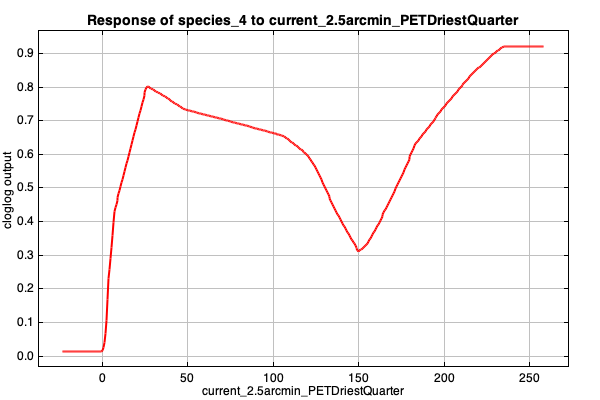 Response of species_4 to current_2.5arcmin_PETDriestQuarter
0.9
0.8
0.7
0.6
0.5
0.4
0.3
0.2
0.1
0.0
cloglog output
0 50 100 150 200 250
current_2.5arcmin_PETDriestQuarter